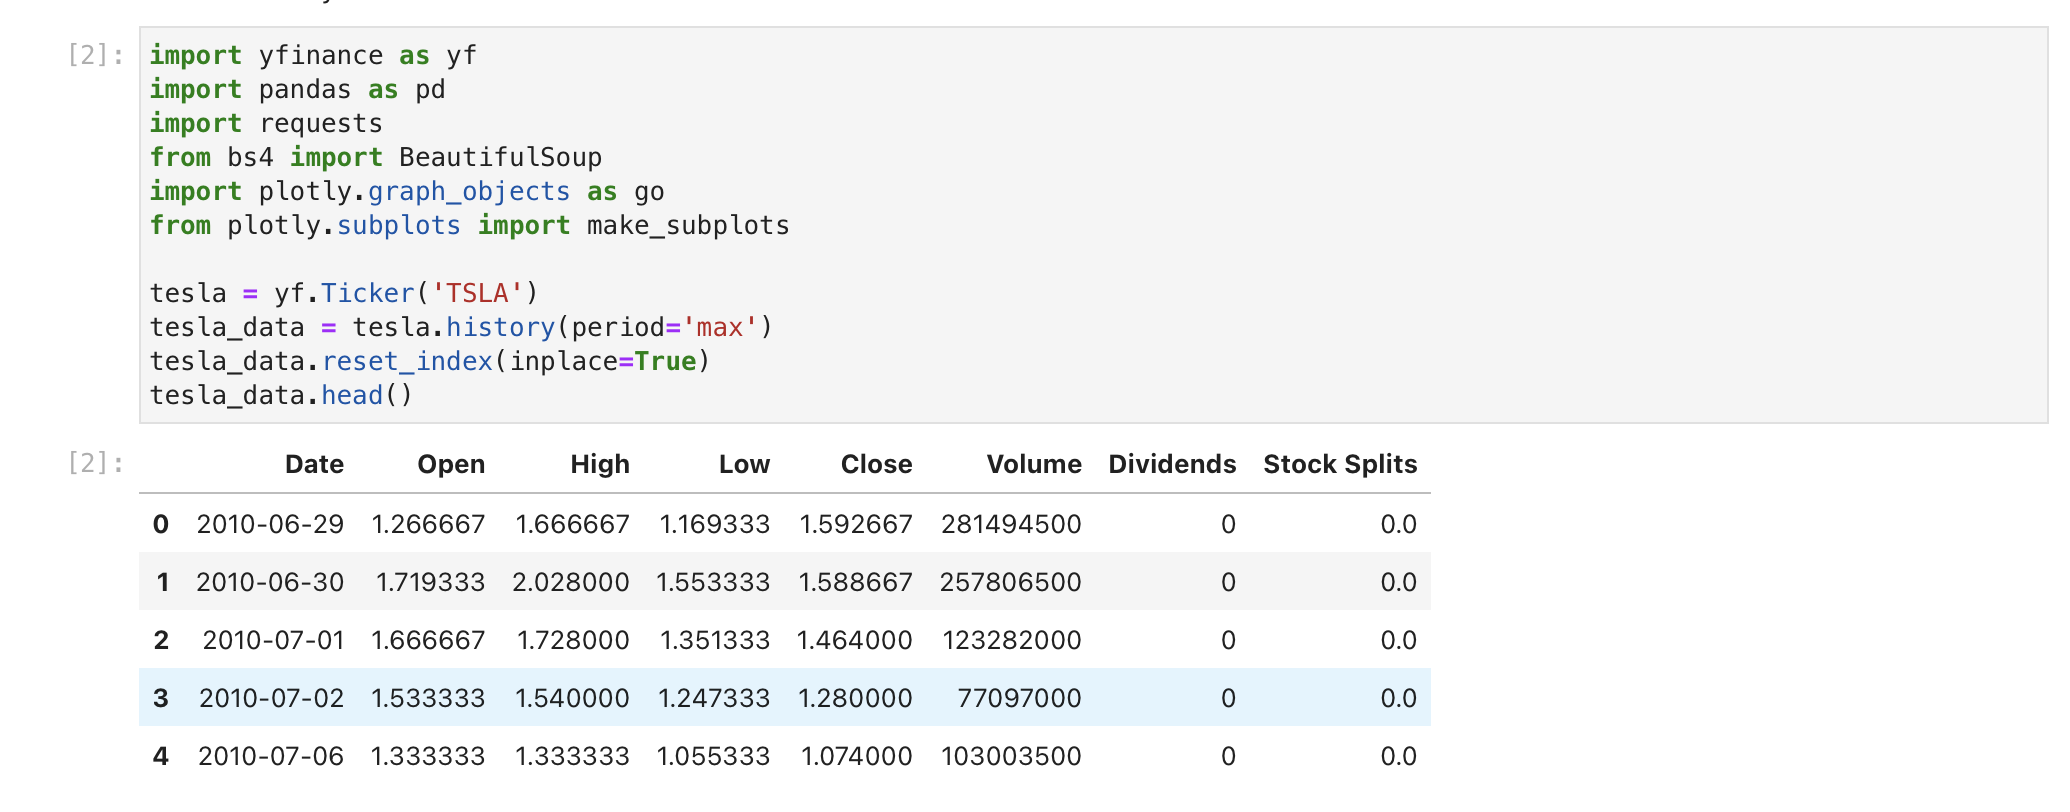 [2]: import yfinance as yf
import pandas as pd
import requests
from bs4 import BeautifulSoup
import plotly.graph_objects as go
from plotly.subplots import make_subplots
tesla = yf.Ticker('TSLA')
tesla_data = tesla.history(period='max')
tesla_data.reset_index(inplace=True)
tesla_data.head()
[2]: Date Open High Low Close Volume Dividends Stock Splits
0 2010-06-29 1.266667 1.666667 1.169333 1.592667 281494500 0 0.0
1 2010-06-30 1.719333 2.028000 1.553333 1.588667 257806500 0 0.0
2 2010-07-01 1.666667 1.728000 1.351333 1.464000 123282000 0 0.0
3 2010-07-02 1.533333 1.540000 1.247333 1.280000 77097000 0 0.0
4 2010-07-06 1.333333 1.333333 1.055333 1.074000 103003500 0 0.0